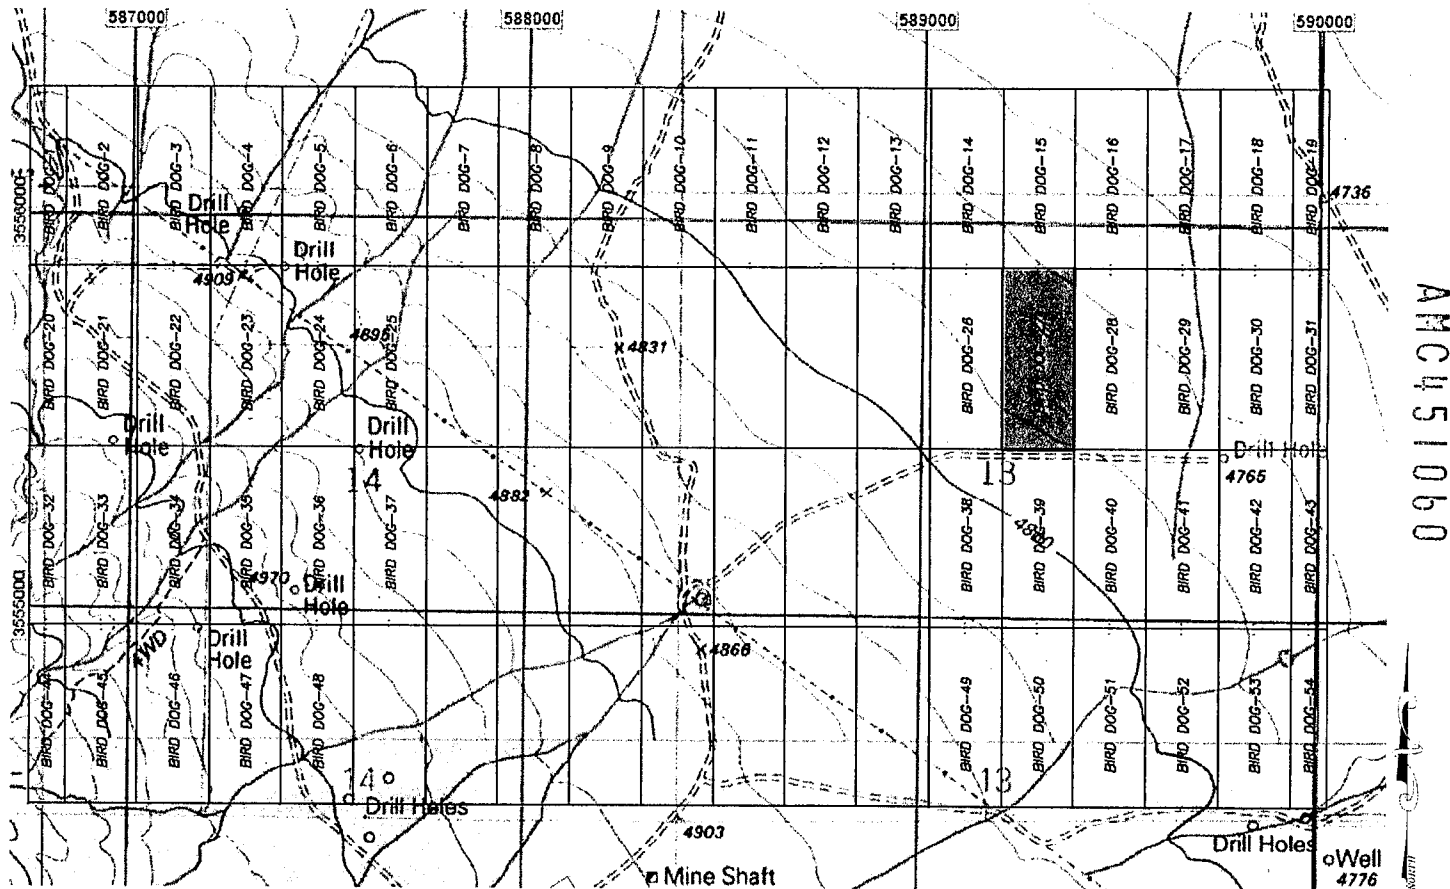 587000
588000
589000
590000
BIRD DOG-2
BIRD DOG-3
BIRD DOG-4
BIRD DOG-5
BIRD DOG-6
BIRD DOG-7
BIRD DOG-8
BIRD DOG-9
BIRD DOG-10
BIRD DOG-11
BIRD DOG-12
BIRD DOG-13
BIRD DOG-14
BIRD DOG-15
BIRD DOG-16
BIRD DOG-17
BIRD DOG-18
BIRD DOG-19
4736
3556000
Drill
Hole
Drill
Hole
4909
4895
4831
BIRD DOG-20
BIRD DOG-21
BIRD DOG-22
BIRD DOG-23
BIRD DOG-24
BIRD DOG-25
BIRD DOG-26
BIRD DOG-28
BIRD DOG-29
BIRD DOG-30
BIRD DOG-31
AMC451060
Drill
Hole
Drill
Hole
Drill Hole
4765
14
13
4882
BIRD DOG-32
BIRD DOG-33
BIRD DOG-34
BIRD DOG-35
BIRD DOG-36
BIRD DOG-37
BIRD DOG-38
BIRD DOG-39
BIRD DOG-40
BIRD DOG-41
BIRD DOG-42
BIRD DOG-43
4970
Drill
Hole
3555000
4WD
Drill
Hole
4866
BIRD DOG-44
BIRD DOG-45
BIRD DOG-46
BIRD DOG-47
BIRD DOG-48
BIRD DOG-49
BIRD DOG-50
BIRD DOG-51
BIRD DOG-52
BIRD DOG-53
BIRD DOG-54
14
13
Drill Holes
4903
Drill Holes
Mine Shaft
Well
4776